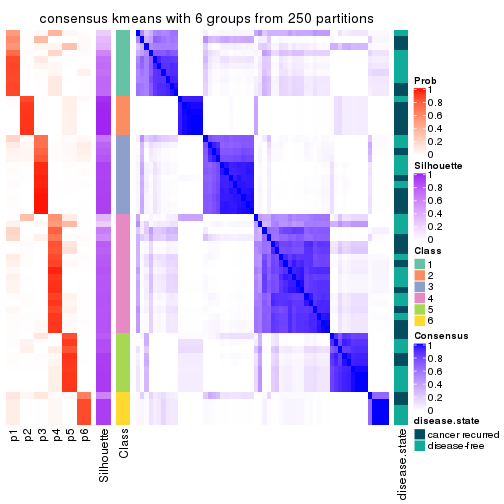 consensus kmeans with 6 groups from 250 partitions
Prob
1
0.8
0.6
0.4
0.2
0
Silhouette
1
0.8
0.6
0.4
0.2
0
Class
1
2
3
4
5
6
Consensus
1
0.8
0.6
0.4
0.2
0
disease.state
cancer recurred
disease-free
p1
p2
p3
p4
p5
p6
Silhouette
Class
disease.state